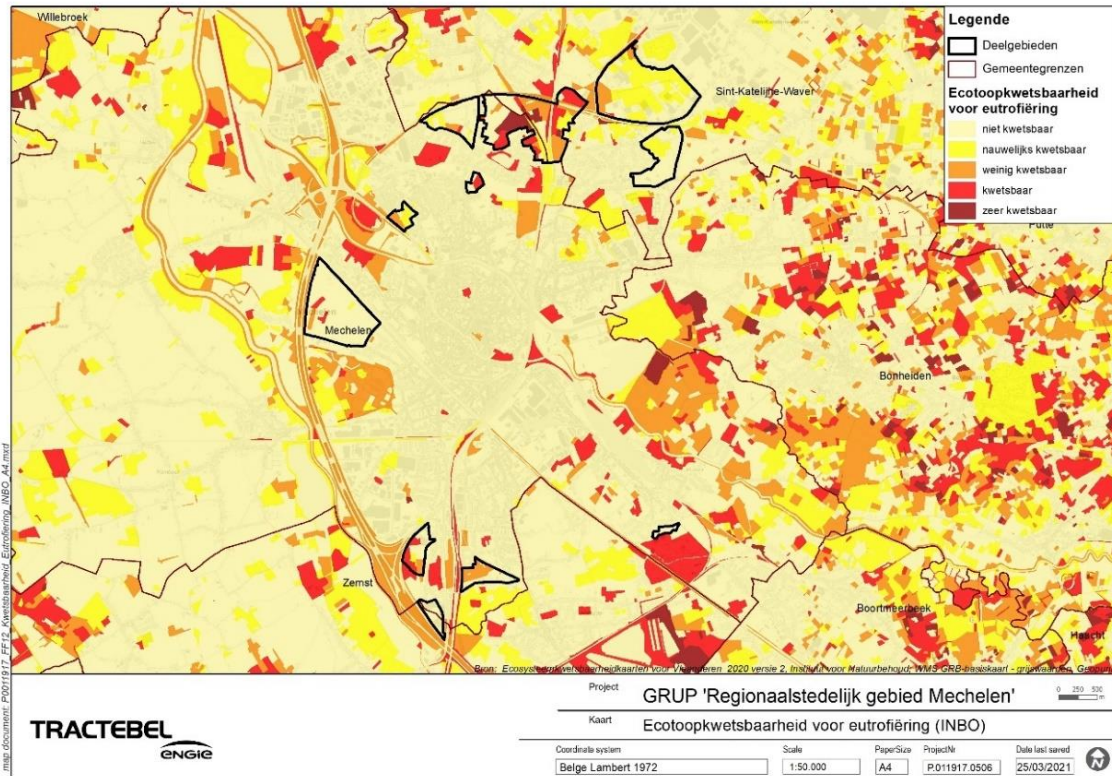 Willebroek
Sint-Katelijne-Waver
Legende
Deelgebieden
Gemeentegrenzen
Ecotoopkwetsbaarheid
voor eutrofiëring
niet kwetsbaar
nauwelijks kwetsbaar
weinig kwetsbaar
kwetsbaar
zeer kwetsbaar
Putte
Mechelen
Bonheiden
Zemst
Boortmeerbeek
Haacht
Bron: Ecosysteemkwetsbaarheidkaarten voor Vlaanderen 2020 versie 2, Instituut voor Natuurbehoud; WMS GRB-basiskaart - grijswaarden,
map document: P0011917_FF12_Kwetsbaarheid_Eutrofiering_INBO_A4.mxd
TRACTEBEL
ENGIE
Project GRUP 'Regionaalstedelijk gebied Mechelen'
0 250 500
m
Kaart Ecotoopkwetsbaarheid voor eutrofiëring (INBO)
Coordinate system Scale PaperSize ProjectNr Date last saved
Belge Lambert 1972 1:50.000 A4 P.011917.0506 25/03/2021
N